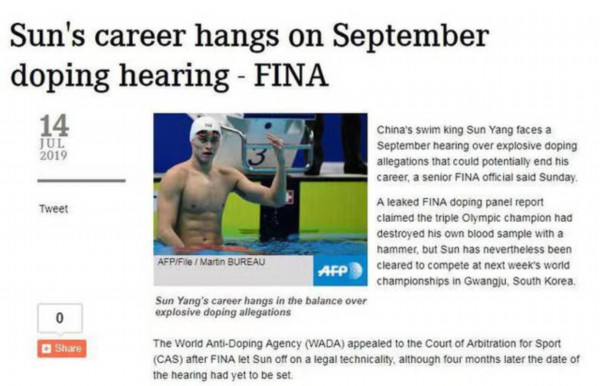 Sun's career hangs on September
doping hearing - FINA
14
JUL
2019
Tweet
3
AFP/File / Martin BUREAU
AFP
Sun Yang's career hangs in the balance over
explosive doping allegations
China's swim king Sun Yang faces a
September hearing over explosive doping
allegations that could potentially end his
career, a senior FINA official said Sunday.
A leaked FINA doping panel report
claimed the triple Olympic champion had
destroyed his own blood sample with a
hammer, but Sun has nevertheless been
cleared to compete at next week's world
championships in Gwangju, South Korea.
0
Share
The World Anti-Doping Agency (WADA) appealed to the Court of Arbitration for Sport
(CAS) after FINA let Sun off on a legal technicality, although four months later the date of
the hearing had yet to be set.